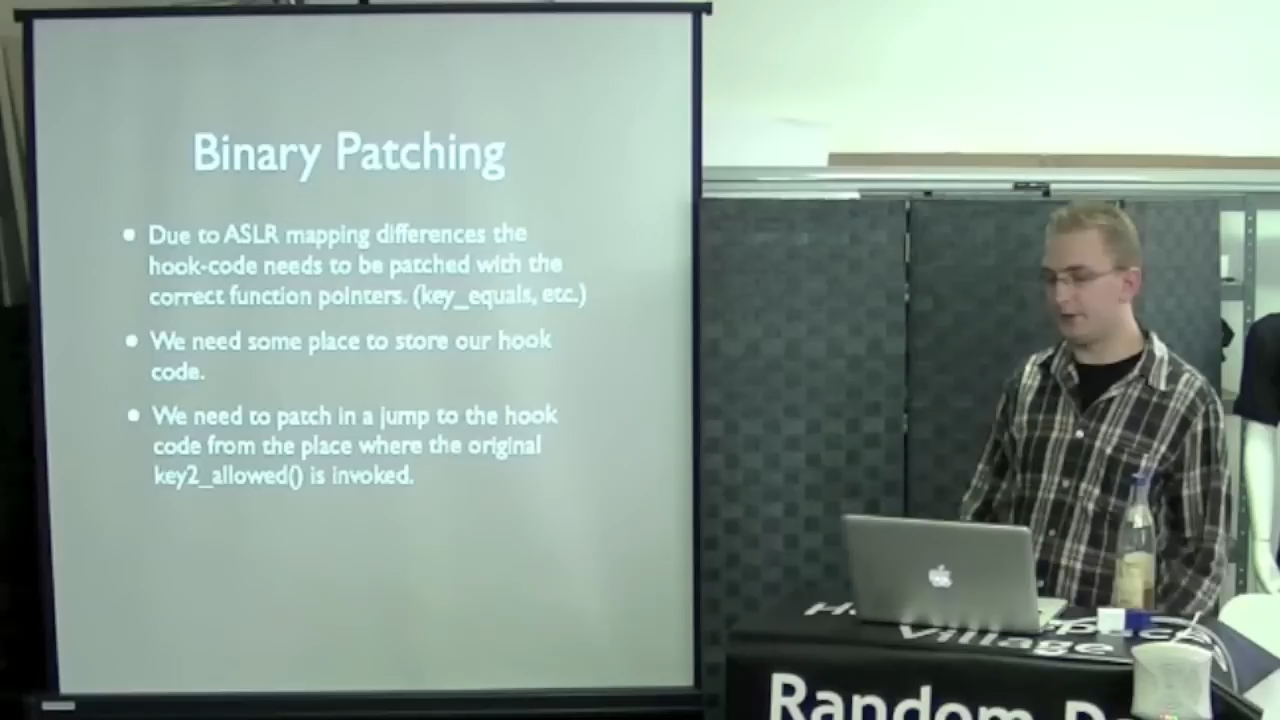 Binary Patching
Due to ASLR mapping differences the
hook-code needs to be patched with the
correct function pointers. (key_equals, etc.)
We need some place to store our hook
code.
We need to patch in a jump to the hook
code from the place where the original
key2_allowed() is invoked.
Village
Random